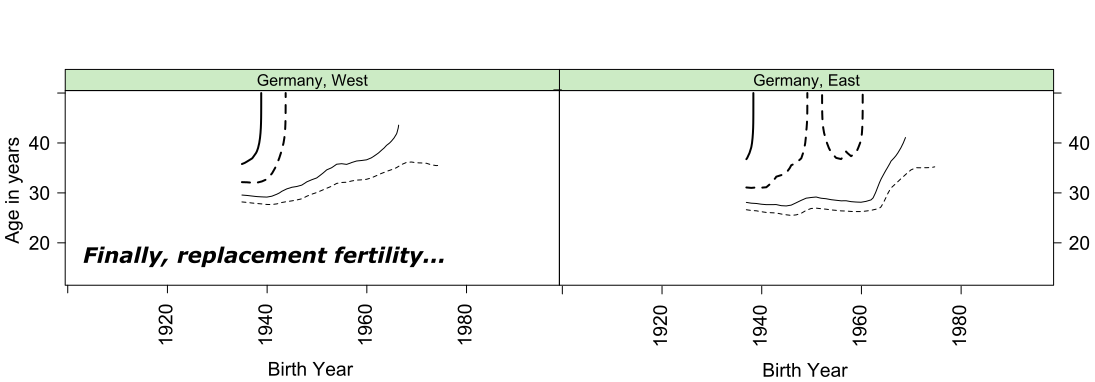 Germany, West
Germany, East
Age in years
40
30
20
40
30
20
Finally, replacement fertility...
1920
1940
1960
1980
1920
1940
1960
1980
Birth Year
Birth Year